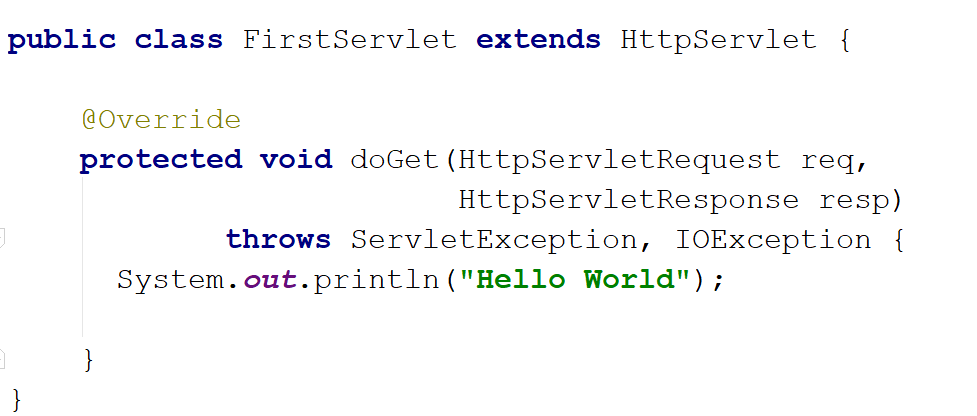 public class FirstServlet extends HttpServlet {
@Override
protected void doGet(HttpServletRequest req,
HttpServletResponse resp)
throws ServletException, IOException {
System.out.println("Hello World");
}
}